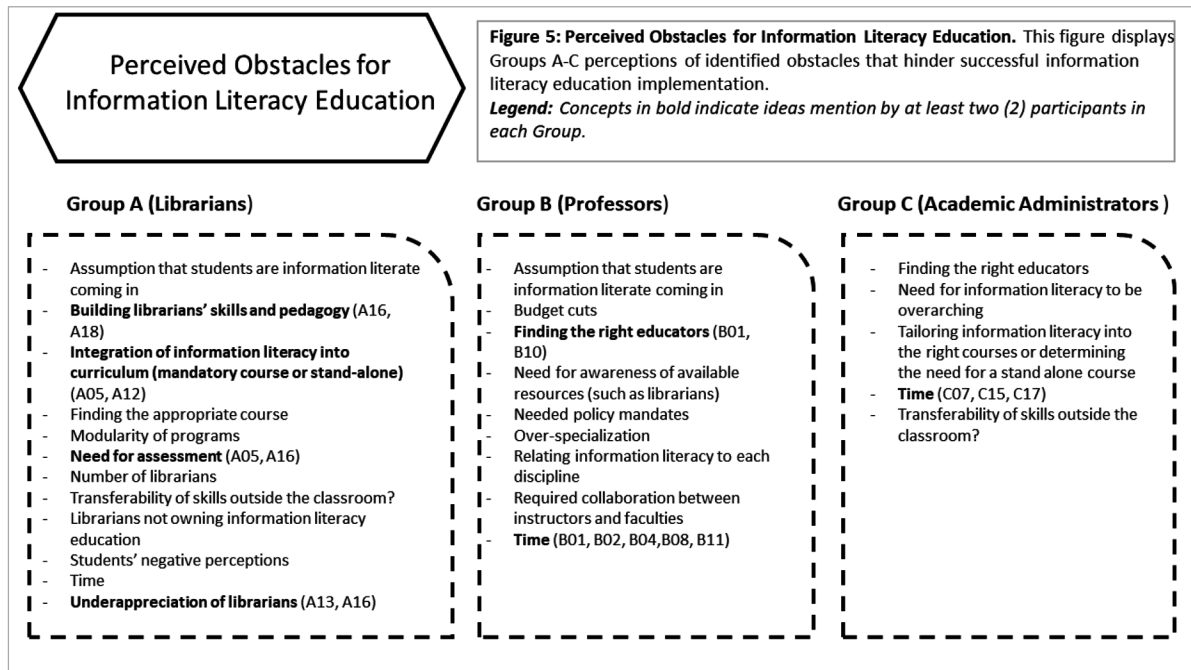 Perceived Obstacles for
Information Literacy Education
Figure 5: Perceived Obstacles for Information Literacy Education. This figure displays
Groups A-C perceptions of identified obstacles that hinder successful information
literacy education implementation.
Legend: Concepts in bold indicate ideas mention by at least two (2) participants in
each Group.
Group A (Librarians)
- Assumption that students are information literate
coming in
- Building librarians' skills and pedagogy (A16,
A18)
- Integration of information literacy into
curriculum (mandatory course or stand-alone)
(A05, A12)
- Finding the appropriate course
- Modularity of programs
- Need for assessment (A05, A16)
- Number of librarians
- Transferability of skills outside the classroom?
- Librarians not owning information literacy
education
- Students' negative perceptions
- Time
- Underappreciation of librarians (A13, A16)
Group B (Professors)
- Assumption that students are
information literate coming in
- Budget cuts
- Finding the right educators (B01,
B10)
- Need for awareness of available
resources (such as librarians)
- Needed policy mandates
- Over-specialization
- Relating information literacy to each
discipline
- Required collaboration between
instructors and faculties
- Time (B01, B02, B04,B08, B11)
Group C (Academic Administrators )
- Finding the right educators
- Need for information literacy to be
overarching
- Tailoring information literacy into
the right courses or determining
the need for a stand alone course
- Time (C07, C15, C17)
- Transferability of skills outside the
classroom?